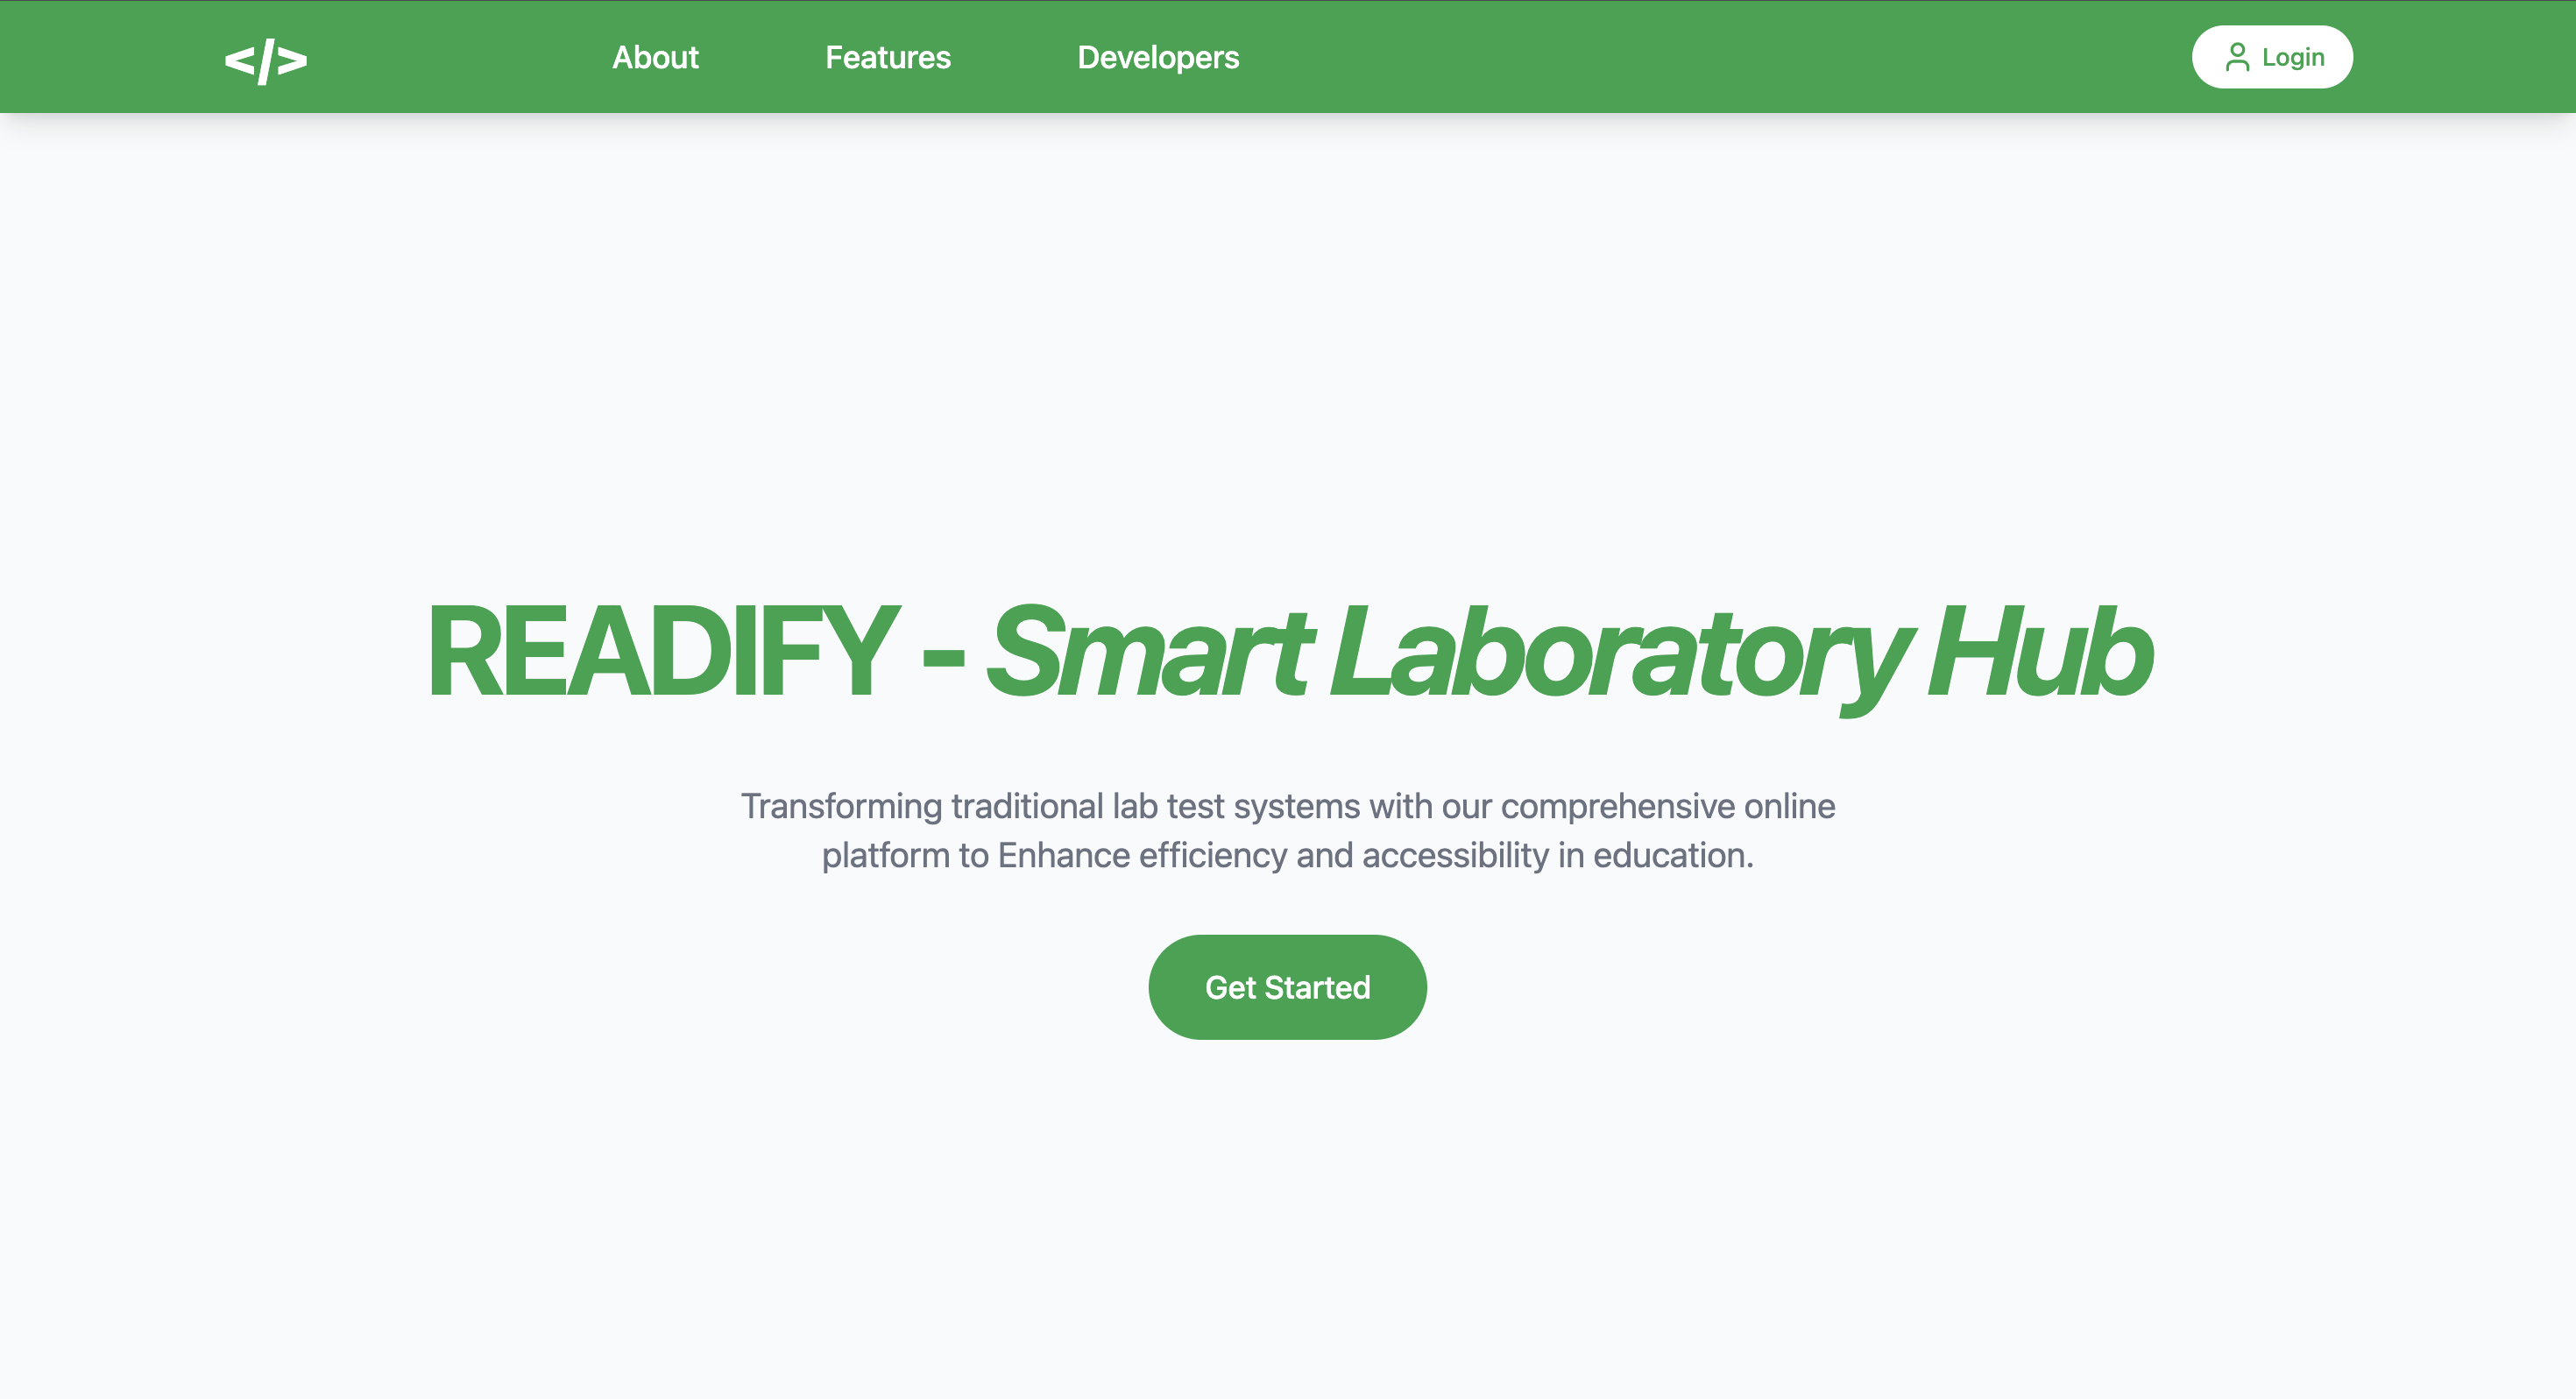 </>
About
Features
Developers
Login
READIFY - Smart Laboratory Hub
Transforming traditional lab test systems with our comprehensive online
platform to Enhance efficiency and accessibility in education.
Get Started